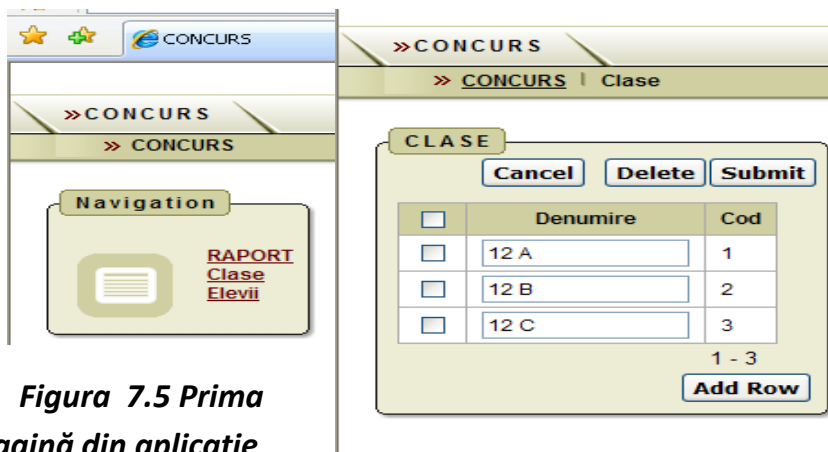 CONCURS
»CONCURS
» CONCURS
Navigation
RAPORT
Clase
Elevii
Figura 7.5 Prima
din aplicație
»CONCURS
» CONCURS | Clase
CLASE
Cancel Delete Submit
Denumire Cod
12 A 1
12 B 2
12 C 3
1 - 3
Add Row